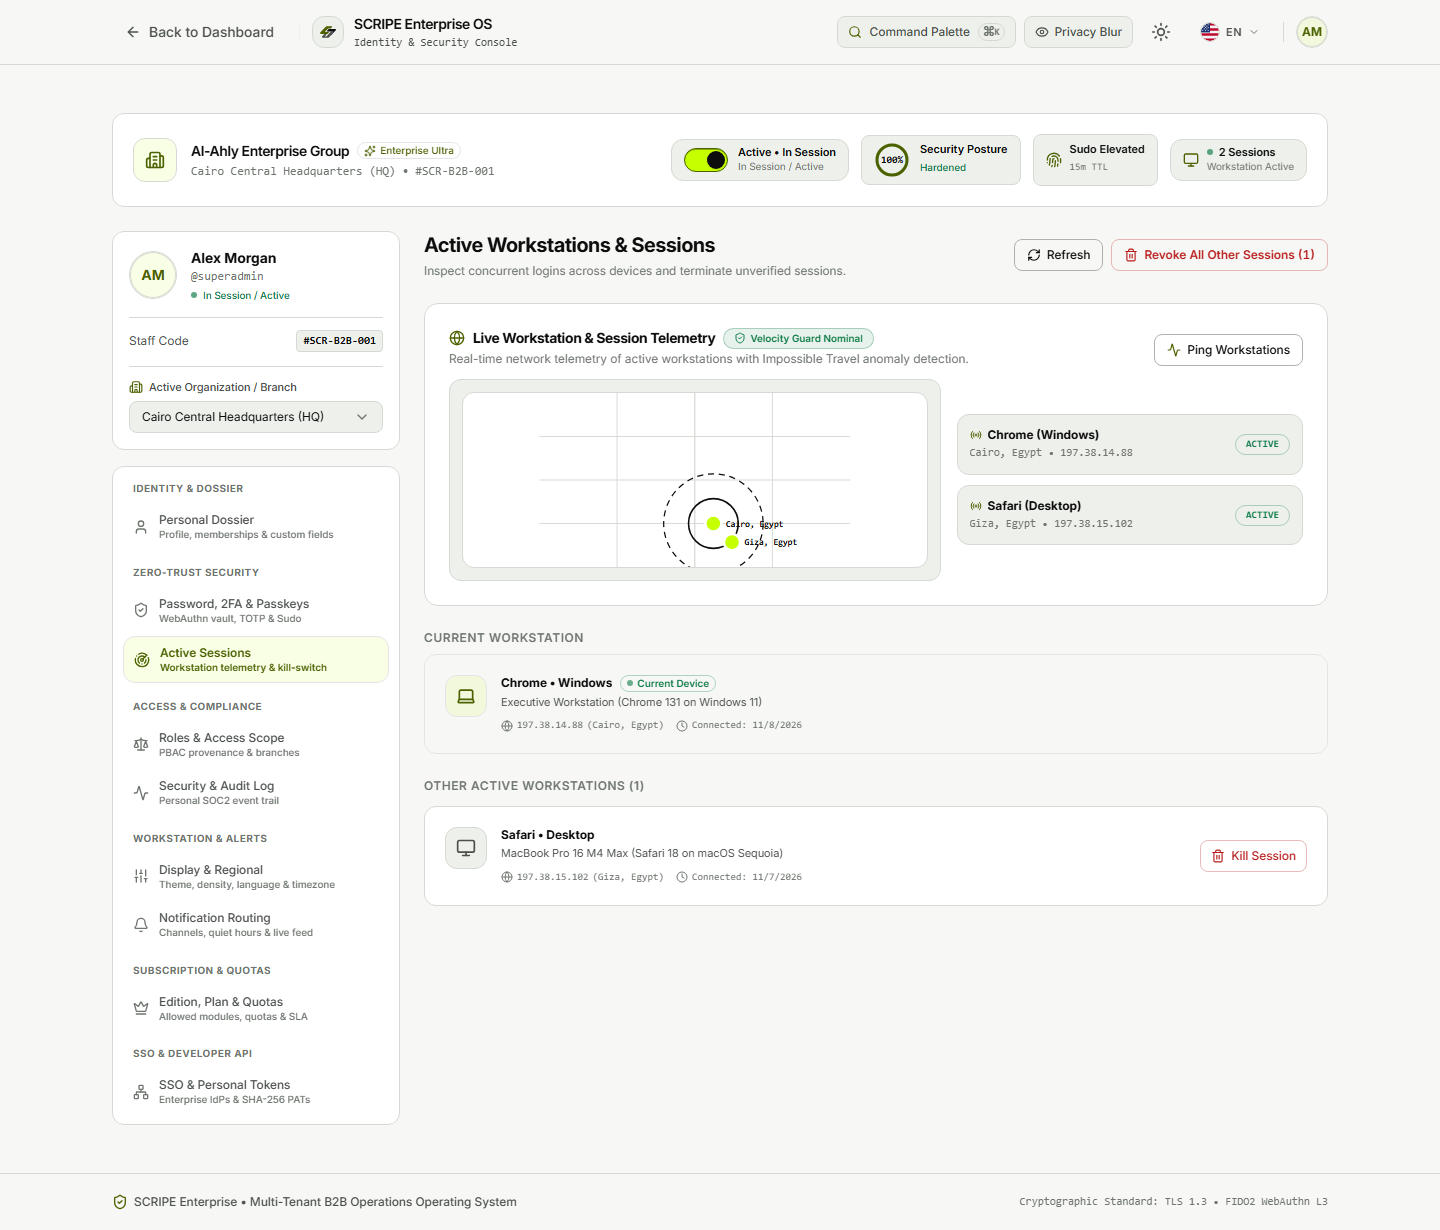 Back to Dashboard
SCRIPE Enterprise OS
Identity & Security Console
Command Palette ⌘K
Privacy Blur
EN
AM
Al-Ahly Enterprise Group
Enterprise Ultra
Cairo Central Headquarters (HQ) • #SCR-B2B-001
Active • In Session
In Session / Active
100%
Security Posture
Hardened
Sudo Elevated
15m TTL
2 Sessions
Workstation Active
AM
Alex Morgan
@superadmin
In Session / Active
Staff Code
#SCR-B2B-001
Active Organization / Branch
Cairo Central Headquarters (HQ)
IDENTITY & DOSSIER
Personal Dossier
Profile, memberships & custom fields
ZERO-TRUST SECURITY
Password, 2FA & Passkeys
WebAuthn vault, TOTP & Sudo
Active Sessions
Workstation telemetry & kill-switch
ACCESS & COMPLIANCE
Roles & Access Scope
PBAC provenance & branches
Security & Audit Log
Personal SOC2 event trail
WORKSTATION & ALERTS
Display & Regional
Theme, density, language & timezone
Notification Routing
Channels, quiet hours & live feed
SUBSCRIPTION & QUOTAS
Edition, Plan & Quotas
Allowed modules, quotas & SLA
SSO & DEVELOPER API
SSO & Personal Tokens
Enterprise IdPs & SHA-256 PATs
Active Workstations & Sessions
Inspect concurrent logins across devices and terminate unverified sessions.
Refresh
Revoke All Other Sessions (1)
Live Workstation & Session Telemetry
Velocity Guard Nominal
Real-time network telemetry of active workstations with Impossible Travel anomaly detection.
Ping Workstations
Cairo, Egypt
Giza, Egypt
Chrome (Windows)
Cairo, Egypt • 197.38.14.88
ACTIVE
Safari (Desktop)
Giza, Egypt • 197.38.15.102
ACTIVE
CURRENT WORKSTATION
Chrome • Windows
Current Device
Executive Workstation (Chrome 131 on Windows 11)
197.38.14.88 (Cairo, Egypt)
Connected: 11/8/2026
OTHER ACTIVE WORKSTATIONS (1)
Safari • Desktop
MacBook Pro 16 M4 Max (Safari 18 on macOS Sequoia)
197.38.15.102 (Giza, Egypt)
Connected: 11/7/2026
Kill Session
SCRIPE Enterprise • Multi-Tenant B2B Operations Operating System
Cryptographic Standard: TLS 1.3 • FIDO2 WebAuthn L3